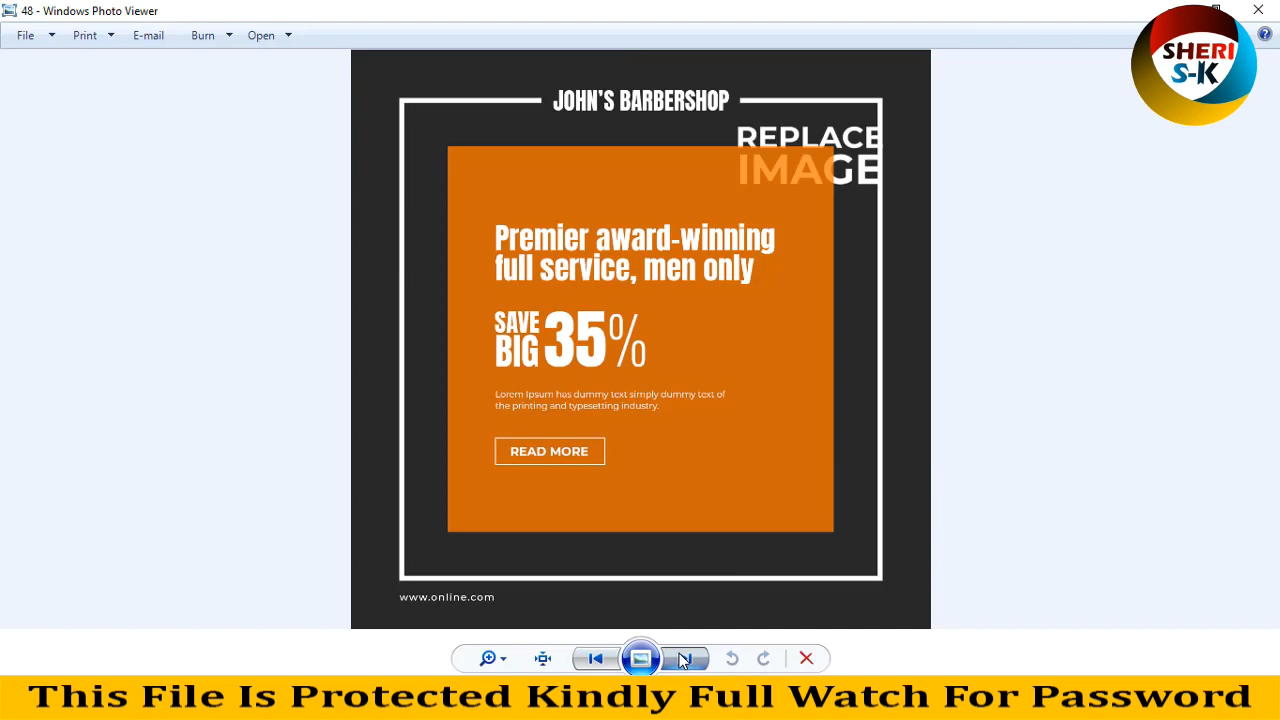 48 - Windows Photo Viewer
File Print E-mail Burn Open
SHERI
S-K
JOHN'S BARBERSHOP
REPLACE
IMAGE
Premier award-winning
full service, men only
SAVE
BIG 35%
Lorem Ipsum has dummy text simply dummy text of
the printing and typesetting industry.
READ MORE
www.online.com
This File Is Protected Kindly Full Watch For Password